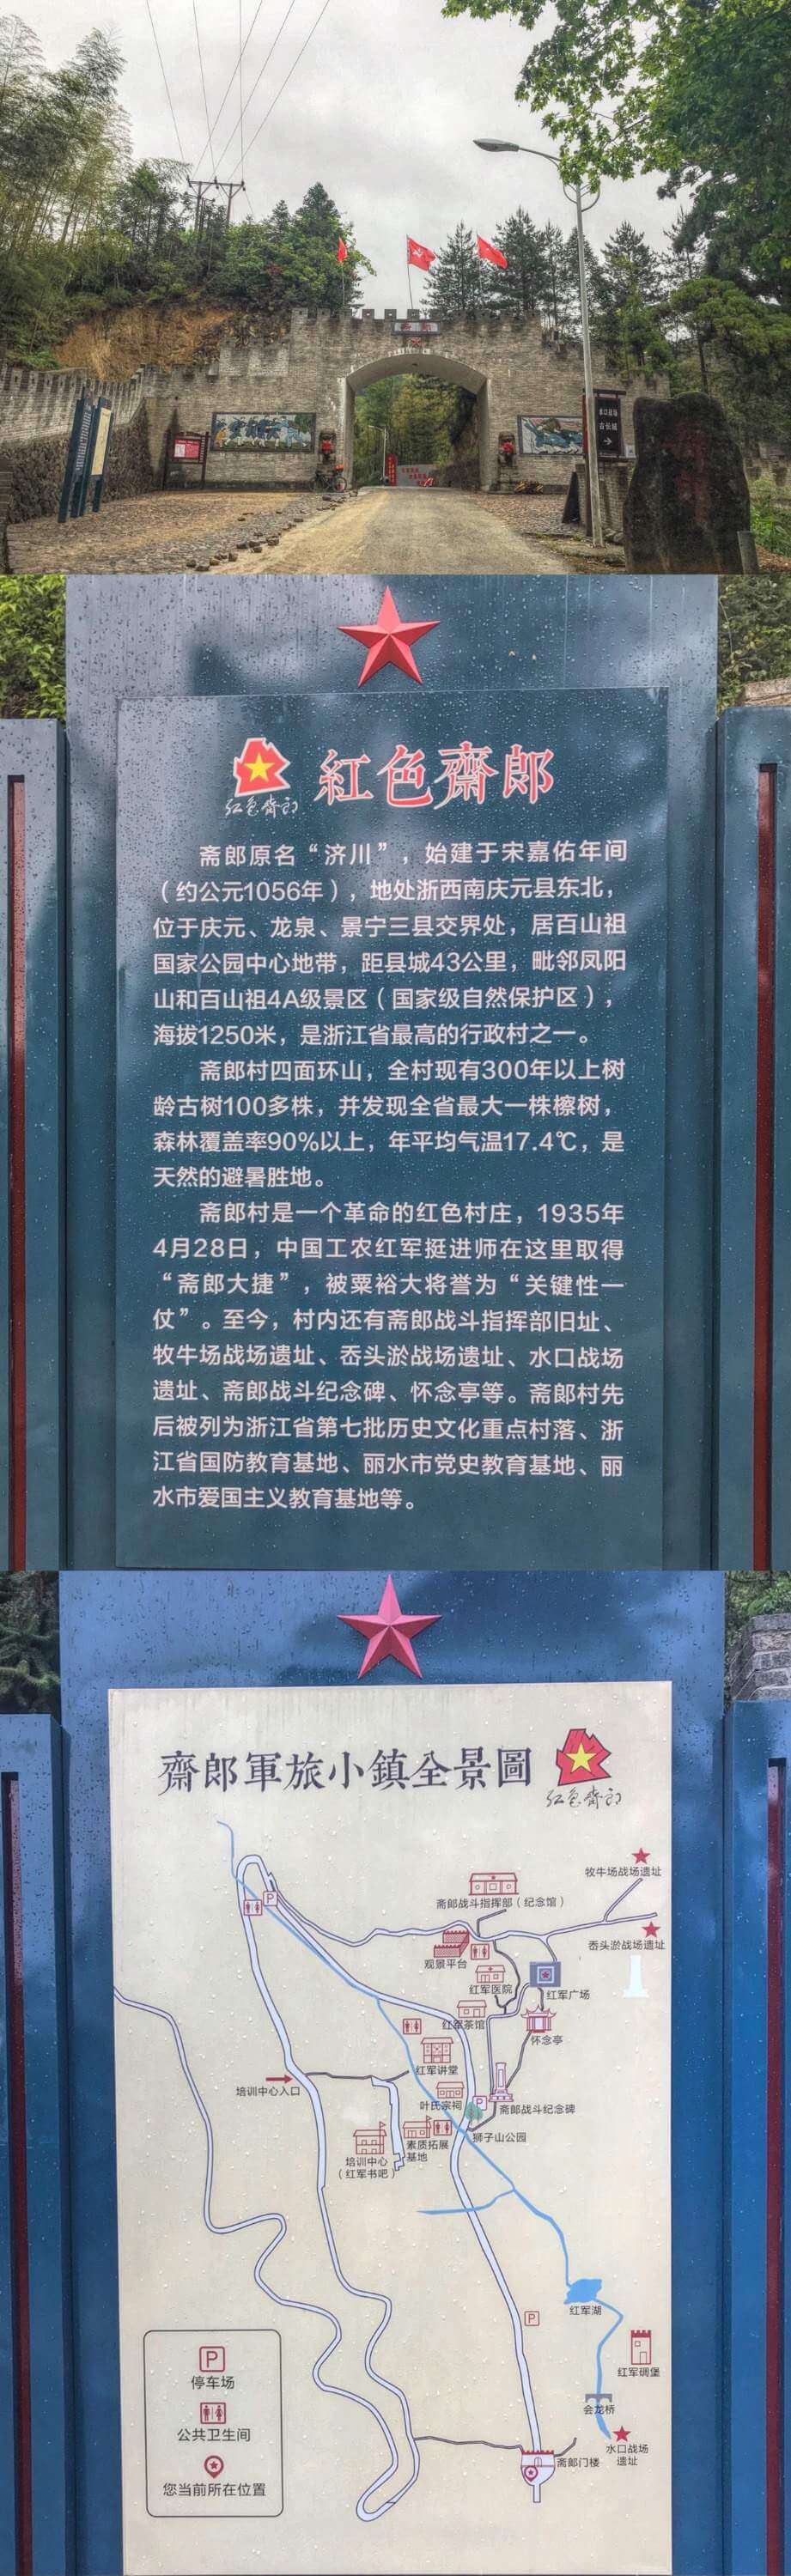 斋郎
水口战场
古长城
紅色齋郎
红色齋郎
斋郎原名“济川”，始建于宋嘉佑年间
（约公元1056年），地处浙西南庆元县东北，
位于庆元、龙泉、景宁三县交界处，居百山祖
国家公园中心地带，距县城43公里，毗邻凤阳
山和百山祖4A级景区（国家级自然保护区），
海拔1250米，是浙江省最高的行政村之一。
斋郎村四面环山，全村现有300年以上树
龄古树100多株，并发现全省最大一株檫树，
森林覆盖率90%以上，年平均气温17.4℃，是
天然的避暑胜地。
斋郎村是一个革命的红色村庄，1935年
4月28日，中国工农红军挺进师在这里取得
“斋郎大捷”，被粟裕大将誉为“关键性一
仗”。至今，村内还有斋郎战斗指挥部旧址、
牧牛场战场遗址、岙头淤战场遗址、水口战场
遗址、斋郎战斗纪念碑、怀念亭等。斋郎村先
后被列为浙江省第七批历史文化重点村落、浙
江省国防教育基地、丽水市党史教育基地、丽
水市爱国主义教育基地等。
齋郎軍旅小鎮全景圖
红色齋郎
牧牛场战场遗址
斋郎战斗指挥部（纪念馆）
岙头淤战场遗址
P
观景平台
红军医院
红军广场
红军茶馆
怀念亭
红军讲堂
培训中心入口
叶氏宗祠
P
斋郎战斗纪念碑
狮子山公园
素质拓展
基地
培训中心
（红军书吧）
红军湖
P
红军碉堡
会龙桥
水口战场
遗址
斋郎门楼
P
停车场
公共卫生间
您当前所在位置